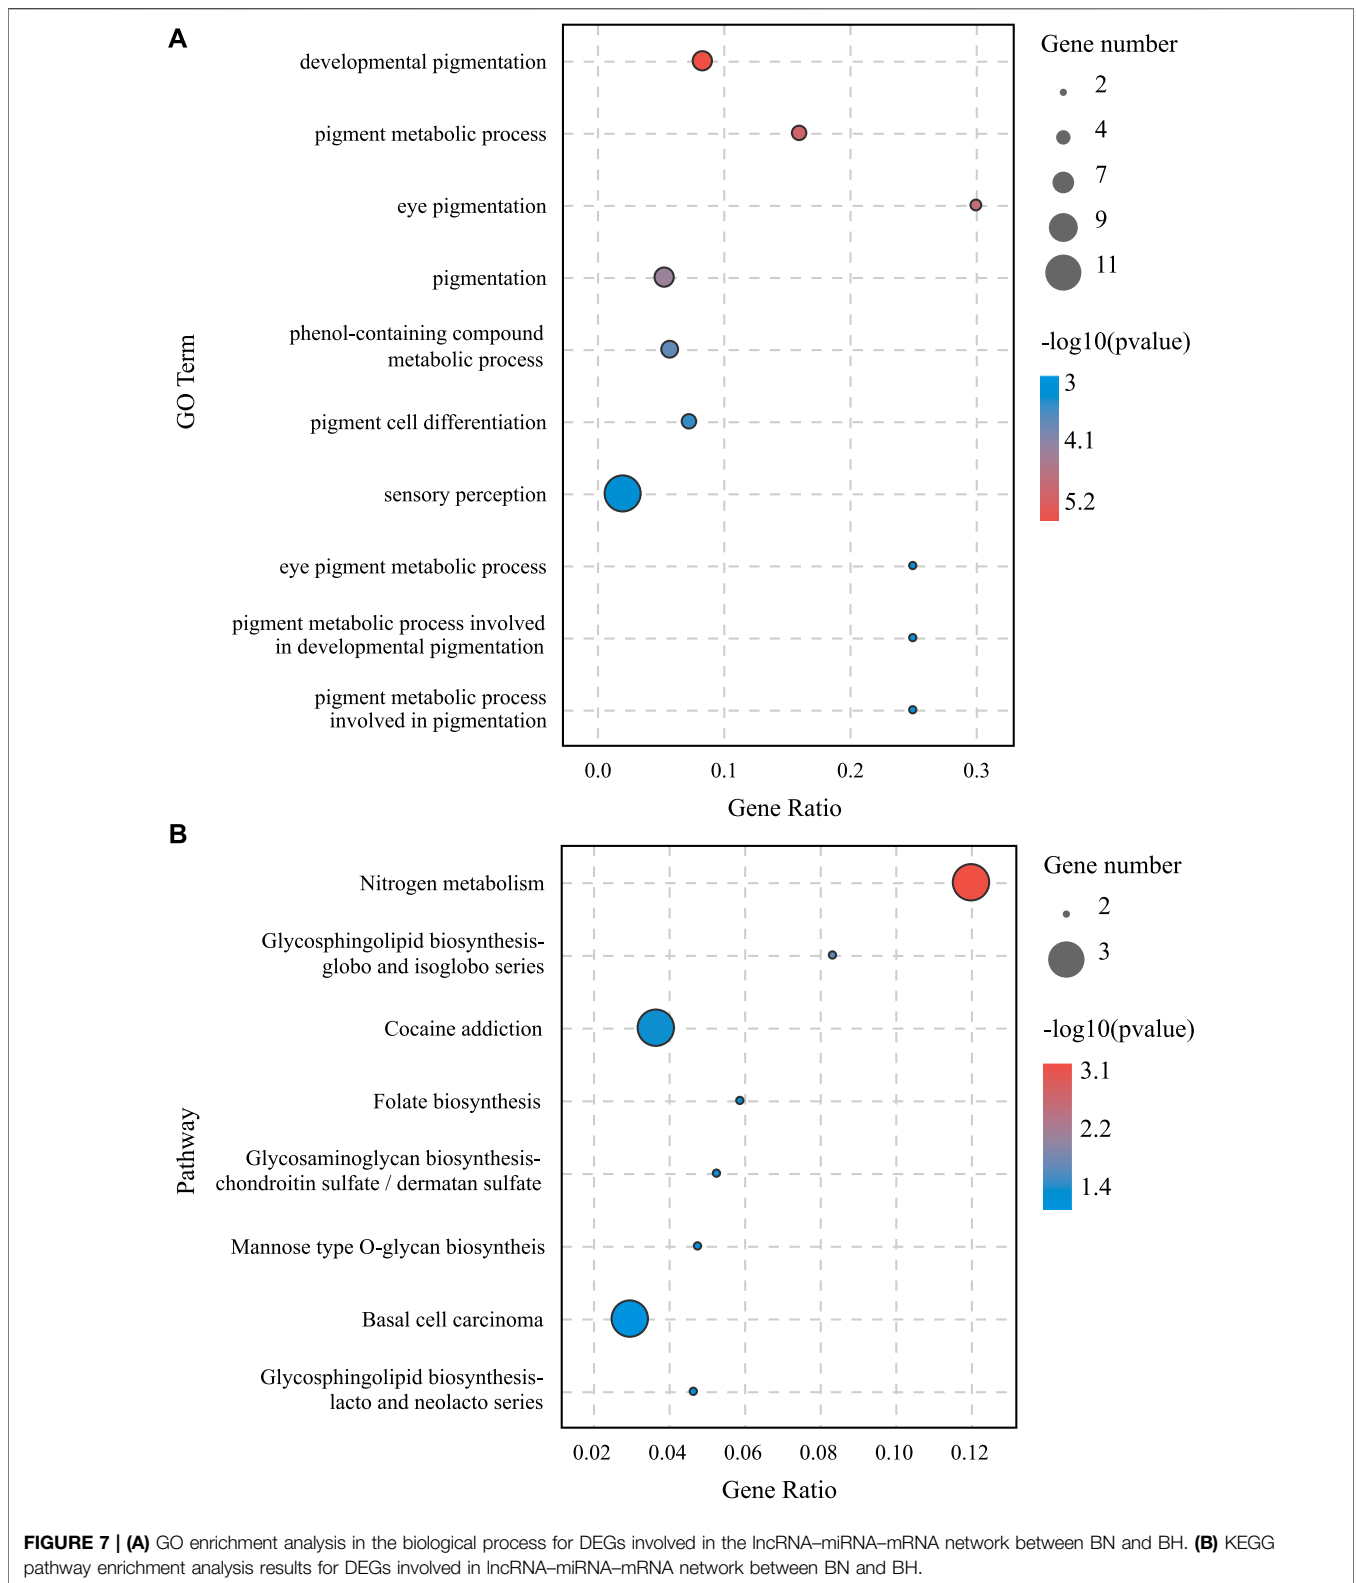 A
developmental pigmentation
pigment metabolic process
eye pigmentation
pigmentation
phenol-containing compound
metabolic process
pigment cell differentiation
sensory perception
eye pigment metabolic process
pigment metabolic process involved
in developmental pigmentation
pigment metabolic process
involved in pigmentation
GO Term
0.0 0.1 0.2 0.3
Gene Ratio
Gene number
2
4
7
9
11
-log10(pvalue)
3
4.1
5.2
B
Nitrogen metabolism
Glycosphingolipid biosynthesis-
globo and isoglobo series
Cocaine addiction
Folate biosynthesis
Glycosaminoglycan biosynthesis-
chondroitin sulfate / dermatan sulfate
Mannose type O-glycan biosyntheis
Basal cell carcinoma
Glycosphingolipid biosynthesis-
lacto and neolacto series
Pathway
0.02 0.04 0.06 0.08 0.10 0.12
Gene Ratio
Gene number
2
3
-log10(pvalue)
3.1
2.2
1.4
FIGURE 7 | (A) GO enrichment analysis in the biological process for DEGs involved in the lncRNA–miRNA–mRNA network between BN and BH. (B) KEGG
pathway enrichment analysis results for DEGs involved in lncRNA–miRNA–mRNA network between BN and BH.